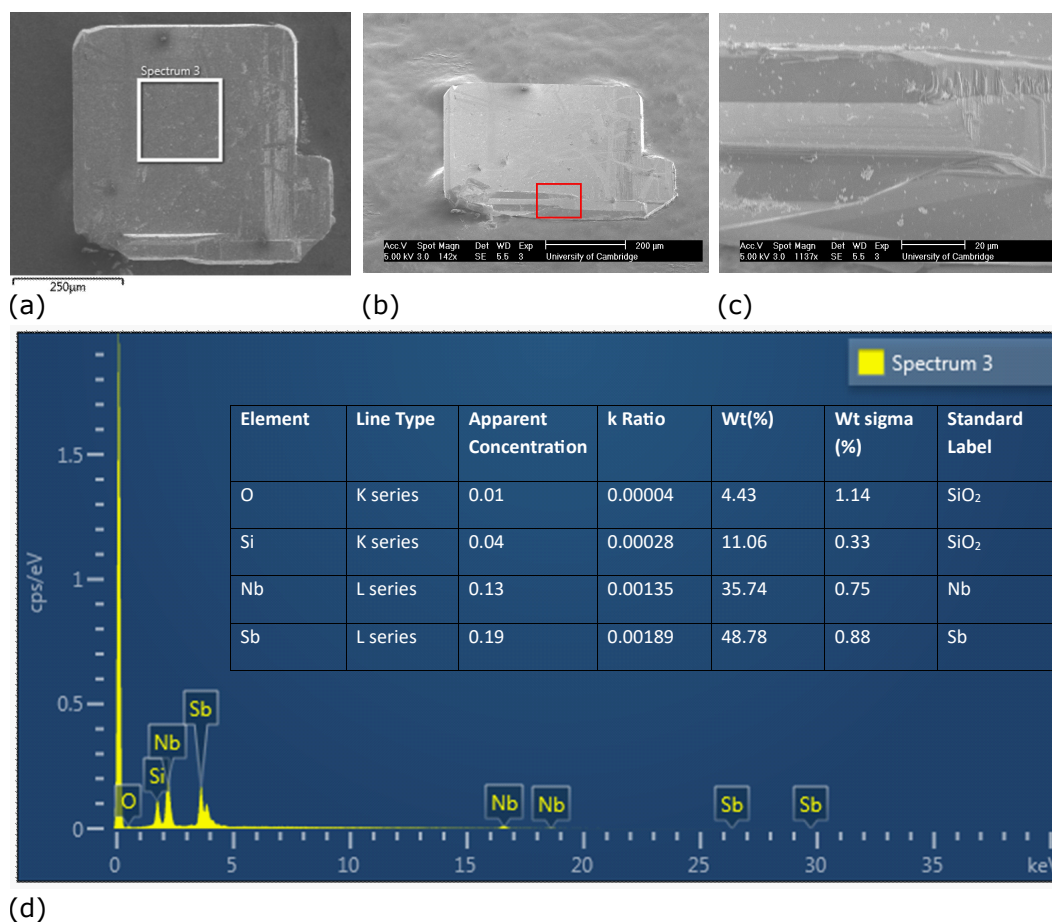 Spectrum 3
250µm
(a)
Acc.V Spot Magn Det WD Exp 200 µm
5.00 kV 3.0 142x SE 5.5 3 University of Cambridge
(b)
Acc.V Spot Magn Det WD Exp 20 µm
5.00 kV 3.0 1137x SE 5.5 3 University of Cambridge
(c)
Spectrum 3
Element Line Type Apparent Concentration k Ratio Wt(%) Wt sigma (%) Standard Label
O K series 0.01 0.00004 4.43 1.14 SiO₂
Si K series 0.04 0.00028 11.06 0.33 SiO₂
Nb L series 0.13 0.00135 35.74 0.75 Nb
Sb L series 0.19 0.00189 48.78 0.88 Sb
cps/eV
1.5
1
0.5
0
Sb
Nb
Si
O
Nb
Nb
Sb
Sb
0 5 10 15 20 25 30 35 keV
(d)